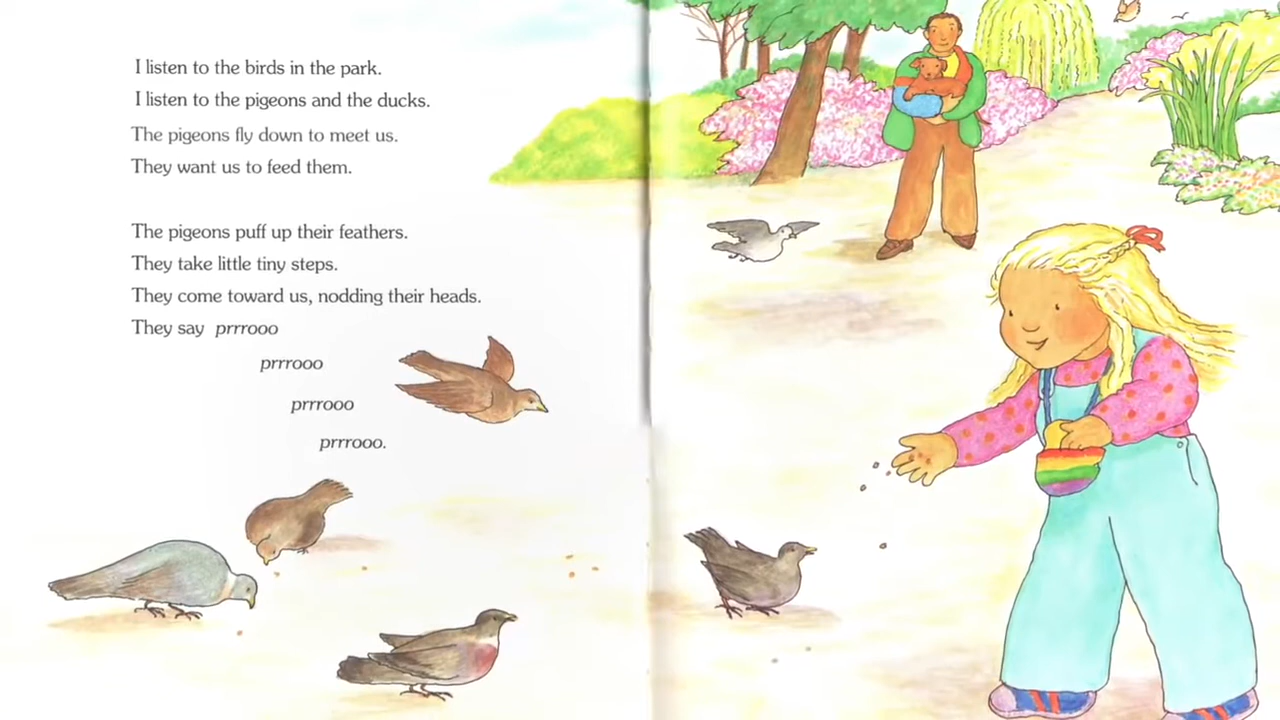 I listen to the birds in the park.
I listen to the pigeons and the ducks.
The pigeons fly down to meet us.
They want us to feed them.
The pigeons puff up their feathers.
They take little tiny steps.
They come toward us, nodding their heads.
They say prrrooo
prrrooo
prrrooo
prrrooo.